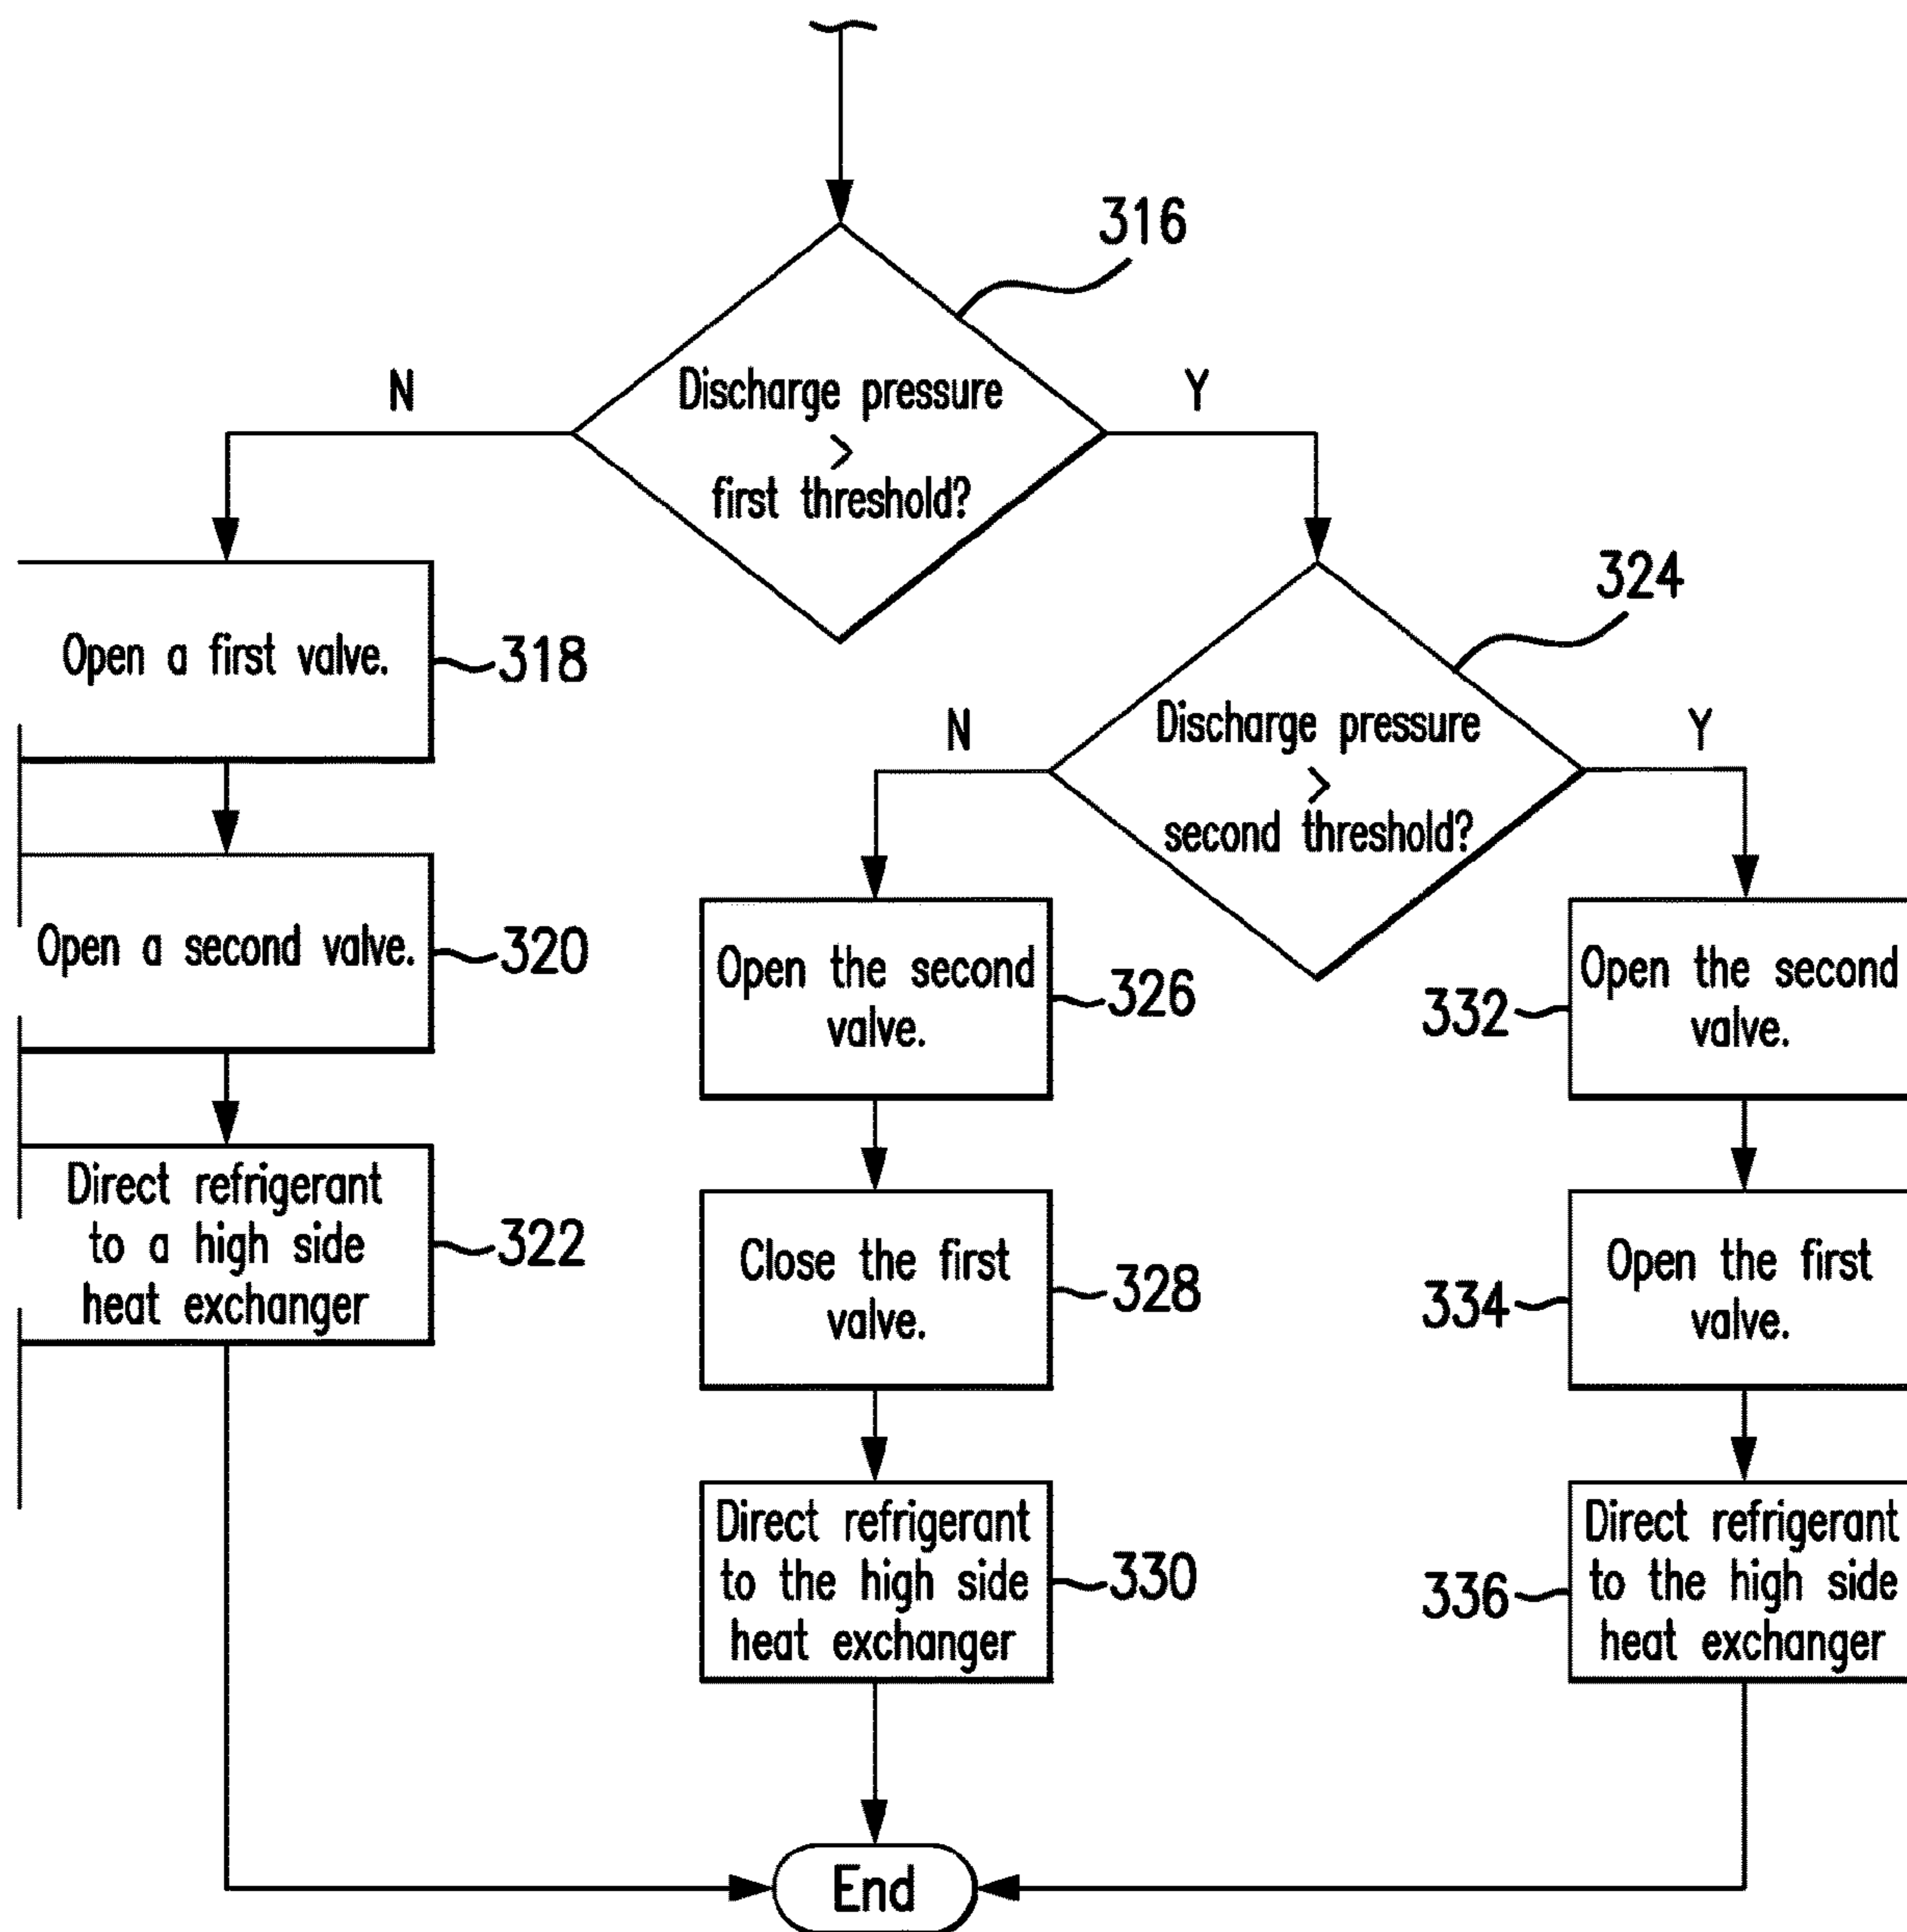 316
N
Discharge pressure
>
first threshold?
Y
Open a first valve.
318
324
N
Discharge pressure
>
second threshold?
Y
Open a second valve.
320
Open the second
valve.
326
332
Open the second
valve.
Direct refrigerant
to a high side
heat exchanger
322
Close the first
valve.
328
334
Open the first
valve.
Direct refrigerant
to the high side
heat exchanger
330
336
Direct refrigerant
to the high side
heat exchanger
End